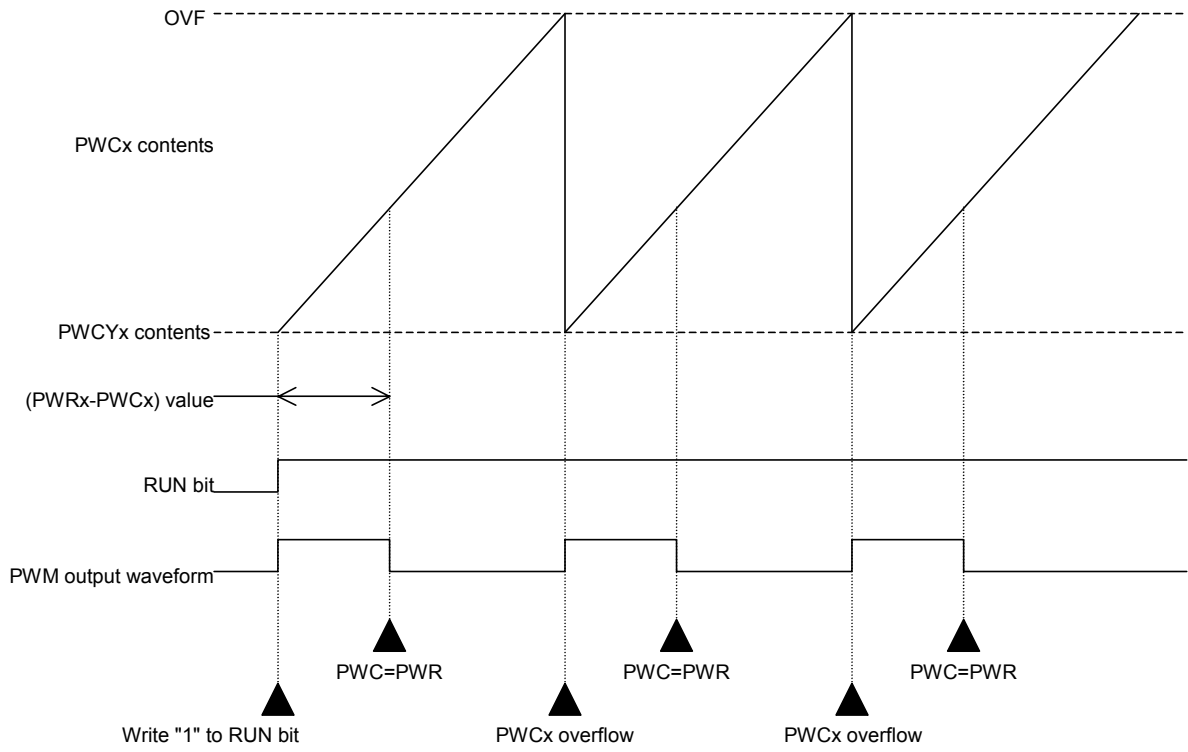 OVF
PWCx contents
PWCYx contents
(PWRx-PWCx) value
RUN bit
PWM output waveform
PWC=PWR
PWC=PWR
PWC=PWR
Write "1" to RUN bit
PWCx overflow
PWCx overflow